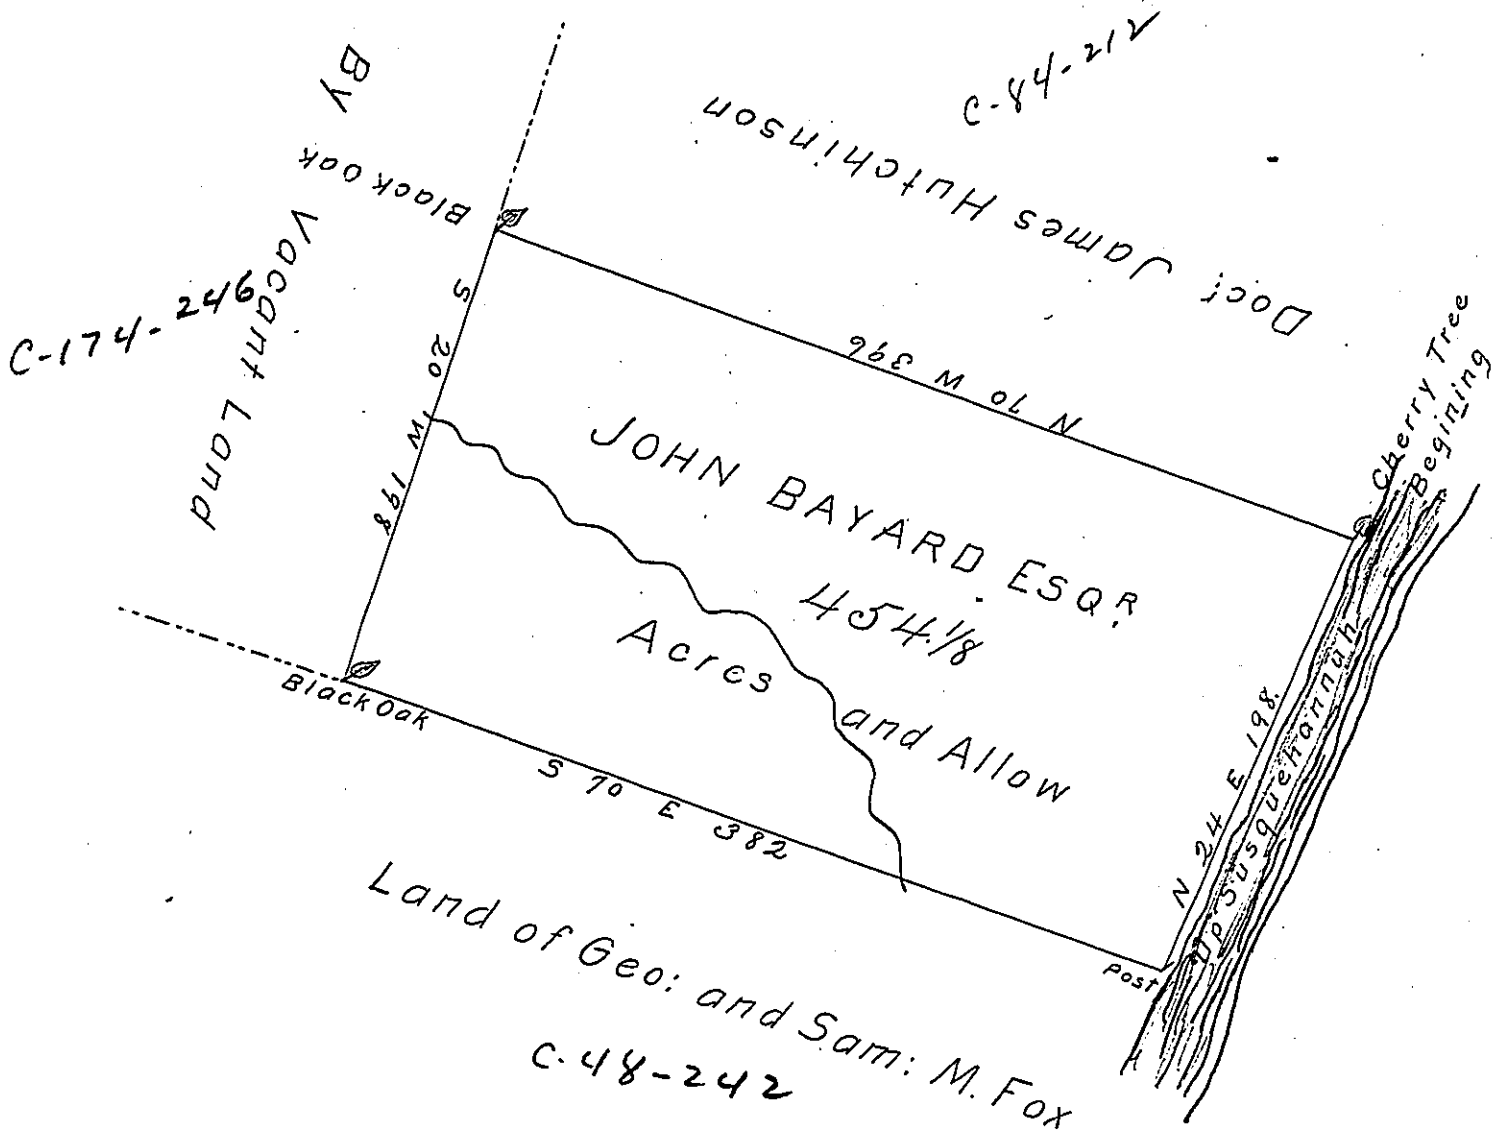 C-84-212
By Vacant Land
C-174-246
Black Oak
Doct. James Hutchinson
S 20 W 198
N 70 W 396
Cherry Tree
Begining
JOHN BAYARD ESQ.R
454.1/8
Acres and Allow
Black Oak
S 70 E 382
N 24 E 198.
Up Susquehannah
Post
Land of Geo: and Sam: M. Fox
C-48-242